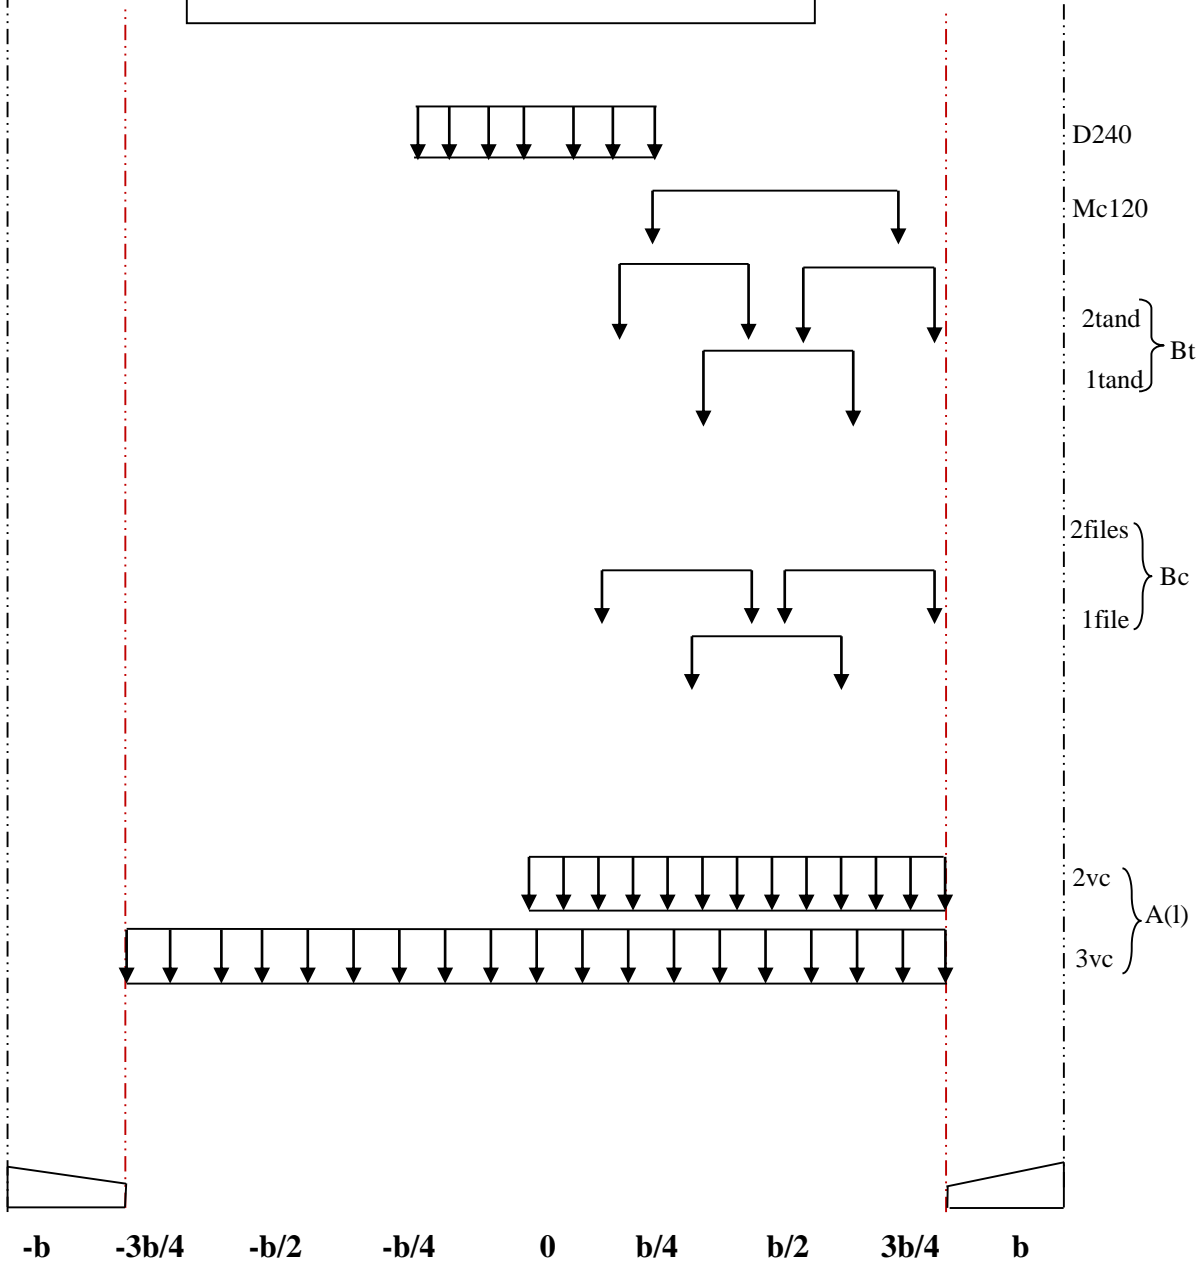 D240
Mc120
2tand
Bt
1tand
2files
Bc
1file
2vc
A(l)
3vc
-b -3b/4 -b/2 -b/4 0 b/4 b/2 3b/4 b